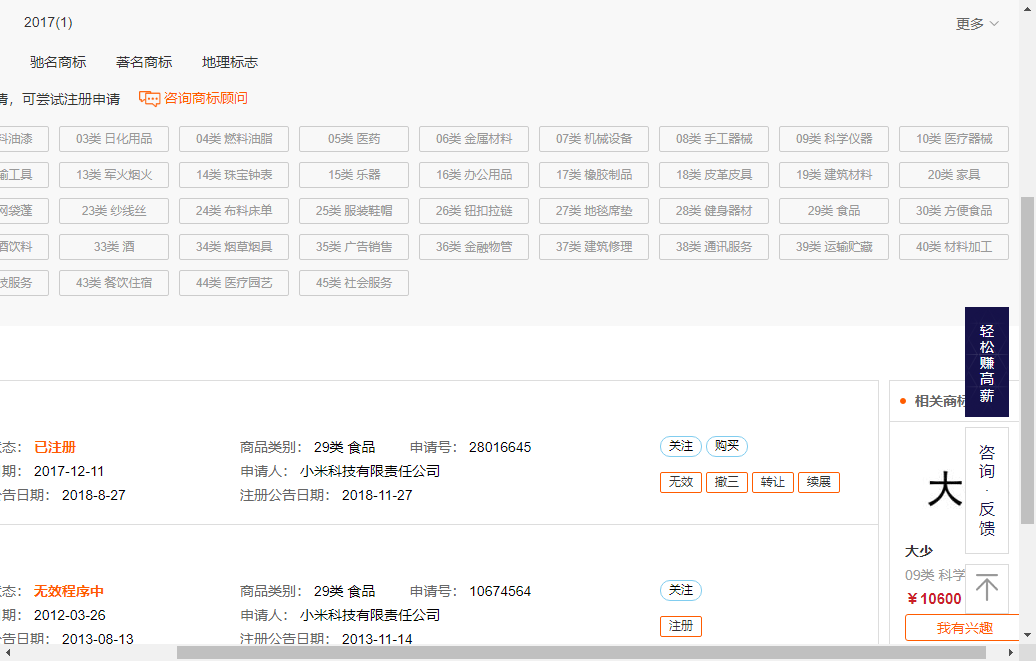 2017(1)
更多
驰名商标 著名商标 地理标志
请，可尝试注册申请 咨询商标顾问
料油漆 03类 日化用品 04类 燃料油脂 05类 医药 06类 金属材料 07类 机械设备 08类 手工器械 09类 科学仪器 10类 医疗器械
输工具 13类 军火烟火 14类 珠宝钟表 15类 乐器 16类 办公用品 17类 橡胶制品 18类 皮革皮具 19类 建筑材料 20类 家具
网袋篷 23类 纱线丝 24类 布料床单 25类 服装鞋帽 26类 钮扣拉链 27类 地毯席垫 28类 健身器材 29类 食品 30类 方便食品
酒饮料 33类 酒 34类 烟草烟具 35类 广告销售 36类 金融物管 37类 建筑修理 38类 通讯服务 39类 运输贮藏 40类 材料加工
技服务 43类 餐饮住宿 44类 医疗园艺 45类 社会服务
轻松赚高薪
相关商标
状态： 已注册 商品类别： 29类 食品 申请号： 28016645 关注 购买
期： 2017-12-11 申请人： 小米科技有限责任公司
告日期： 2018-8-27 注册公告日期： 2018-11-27 无效 撤三 转让 续展
咨询·反馈
大
大少
09类 科学
￥10600
我有兴趣
状态： 无效程序中 商品类别： 29类 食品 申请号： 10674564 关注
期： 2012-03-26 申请人： 小米科技有限责任公司 注册
告日期： 2013-08-13 注册公告日期： 2013-11-14